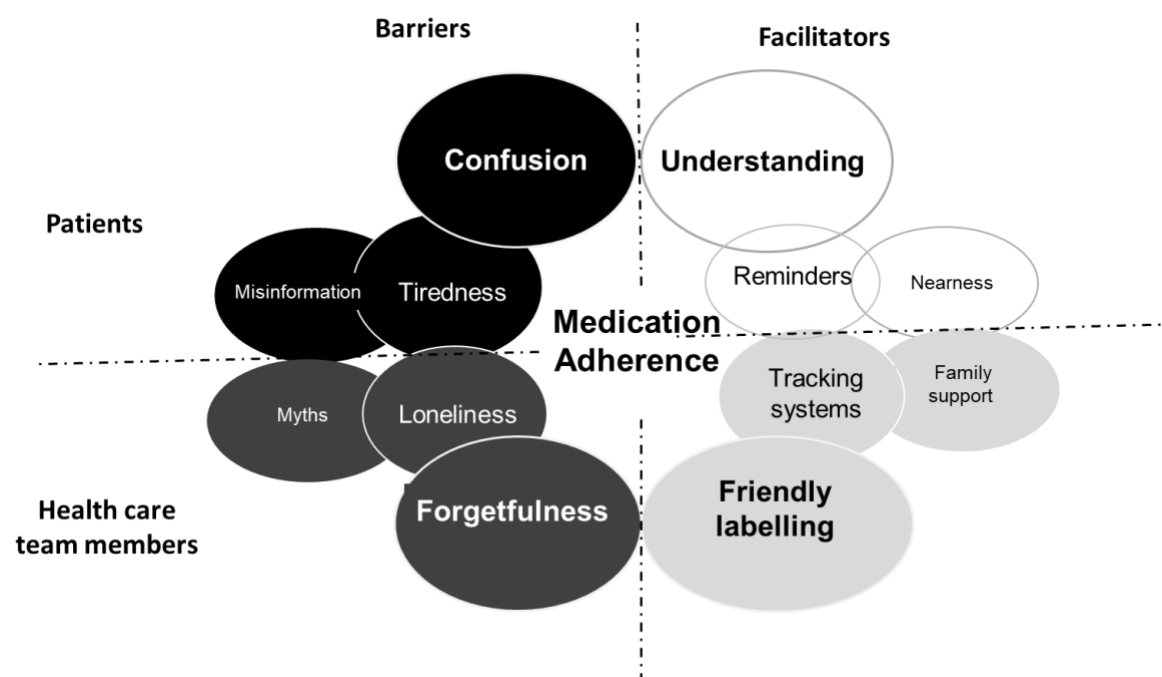 Barriers
Facilitators
Confusion
Understanding
Patients
Misinformation
Tiredness
Reminders
Nearness
Medication
Adherence
Myths
Loneliness
Tracking
systems
Family
support
Health care
team members
Forgetfulness
Friendly
labelling